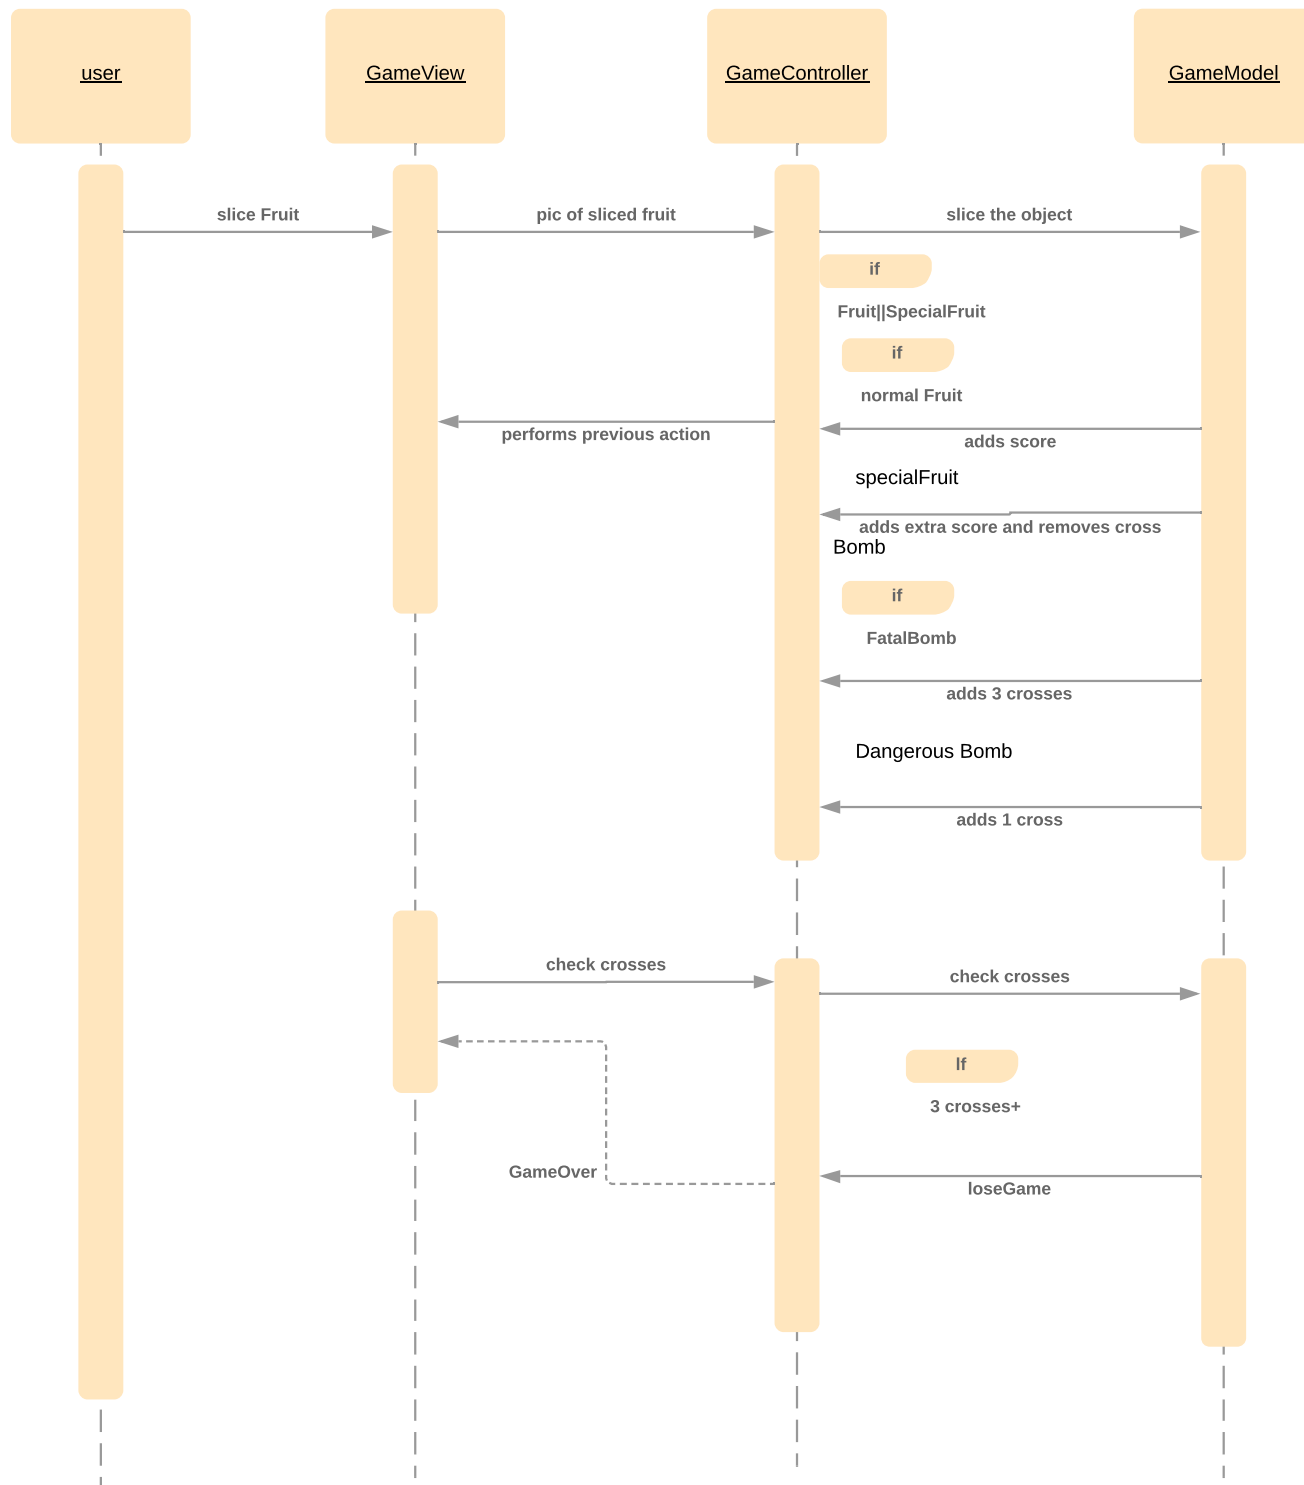 user
GameView
GameController
GameModel
slice Fruit
pic of sliced fruit
slice the object
if
Fruit||SpecialFruit
if
normal Fruit
performs previous action
adds score
specialFruit
adds extra score and removes cross
Bomb
if
FatalBomb
adds 3 crosses
Dangerous Bomb
adds 1 cross
check crosses
check crosses
If
3 crosses+
GameOver
loseGame